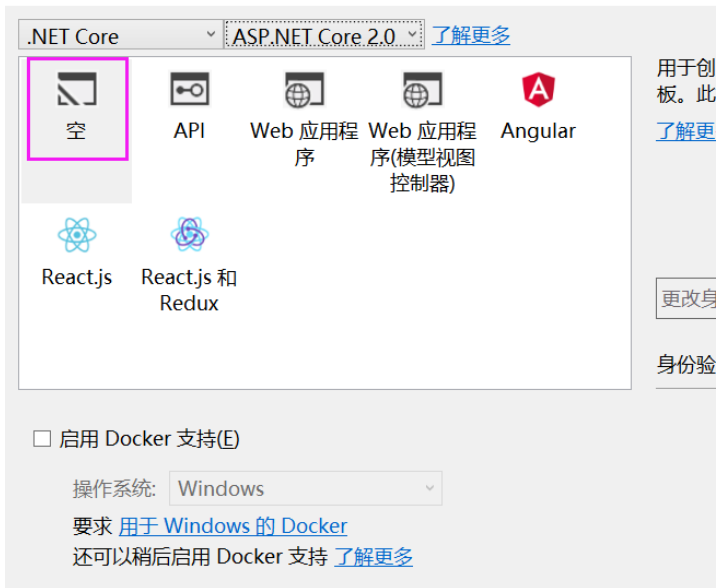 .NET Core
ASP.NET Core 2.0
了解更多
用于创
板。此
了解更
空
API
Web 应用程
序
Web 应用程
序(模型视图
控制器)
Angular
React.js
React.js 和
Redux
更改身
身份验
启用 Docker 支持(E)
操作系统: Windows
要求 用于 Windows 的 Docker
还可以稍后启用 Docker 支持 了解更多